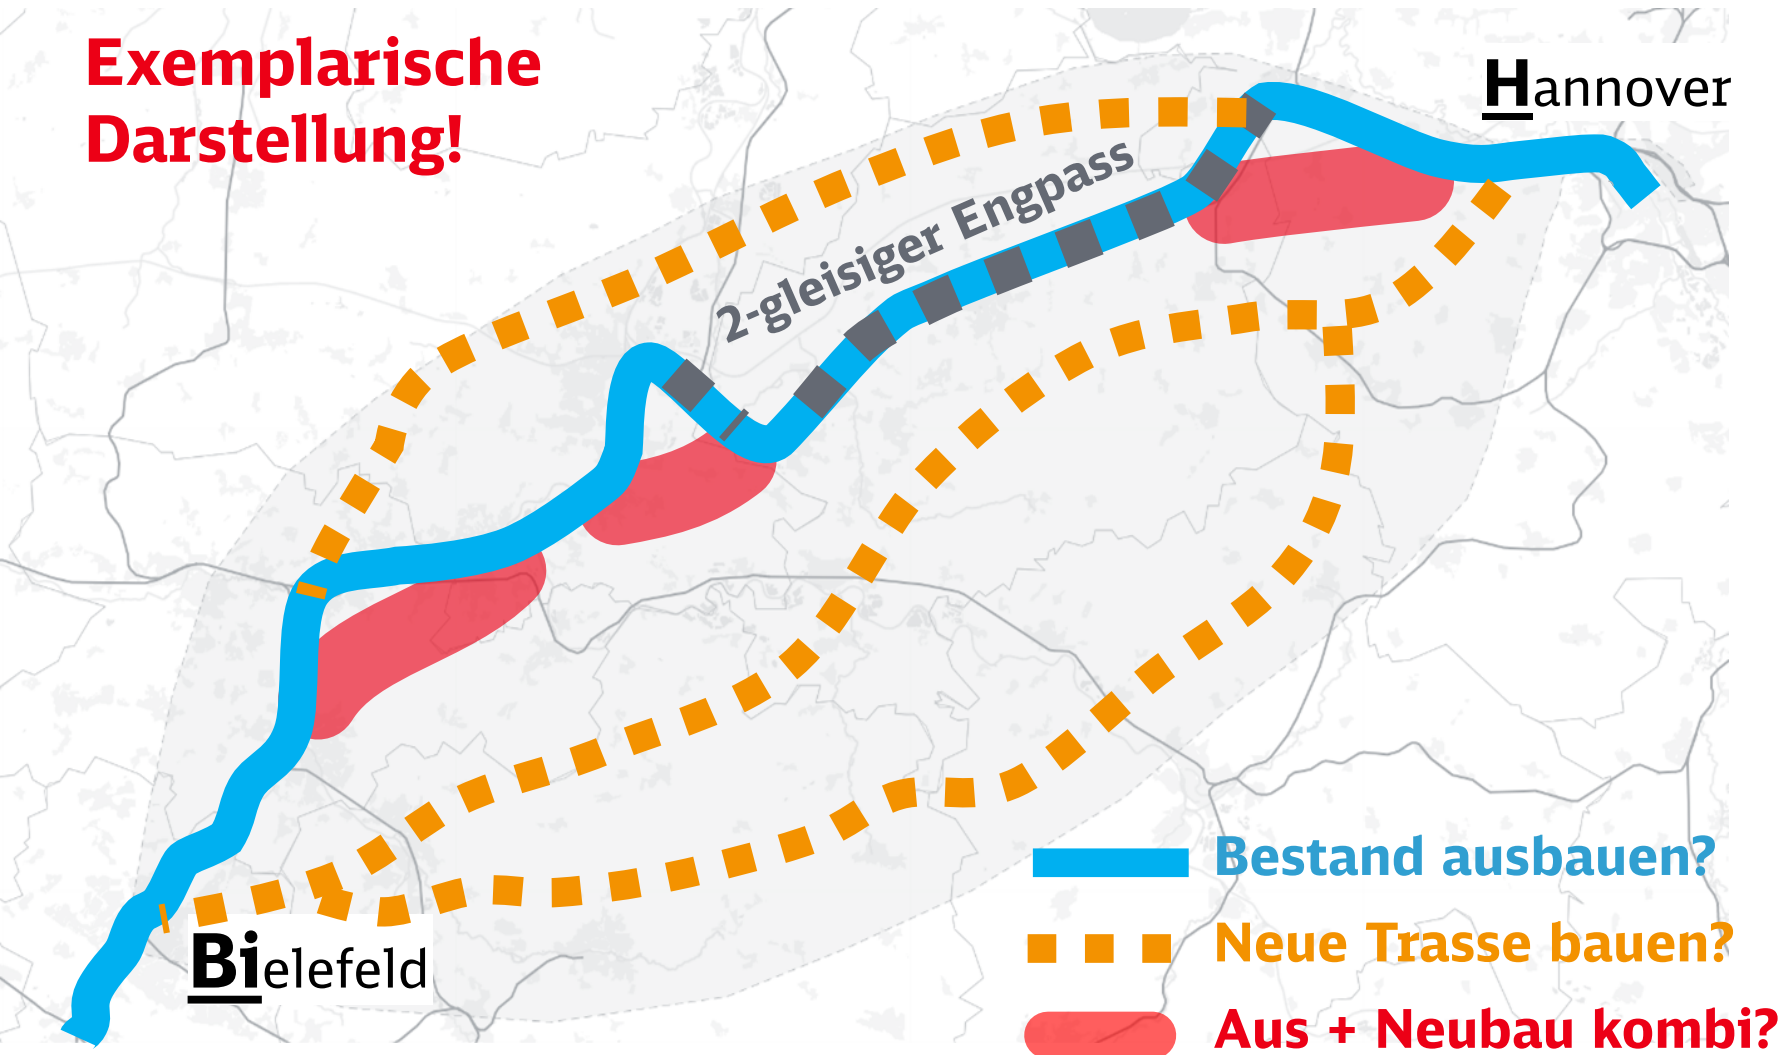 Exemplarische
Darstellung!
Hannover
2-gleisiger Engpass
Bielefeld
Bestand ausbauen?
Neue Trasse bauen?
Aus + Neubau kombi?